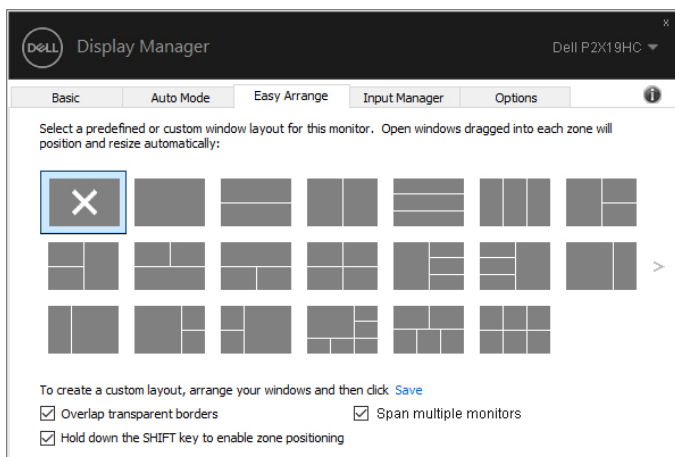 x
DELL Display Manager Dell P2X19HC
Basic Auto Mode Easy Arrange Input Manager Options i
Select a predefined or custom window layout for this monitor. Open windows dragged into each zone will
position and resize automatically:
>
To create a custom layout, arrange your windows and then click Save
Overlap transparent borders Span multiple monitors
Hold down the SHIFT key to enable zone positioning